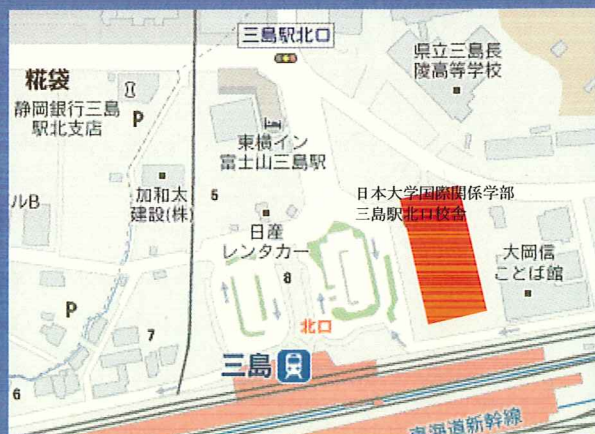 三島駅北口
県立三島長
陵高等学校
糀袋
静岡銀行三島
駅北支店
P
東横イン
富士山三島駅
加和太
建設(株)
5
ルB
日本大学国際関係学部
三島駅北口校舎
日産
レンタカー
大岡信
ことば館
8
P
北口
7
三島
6
東海道新幹線